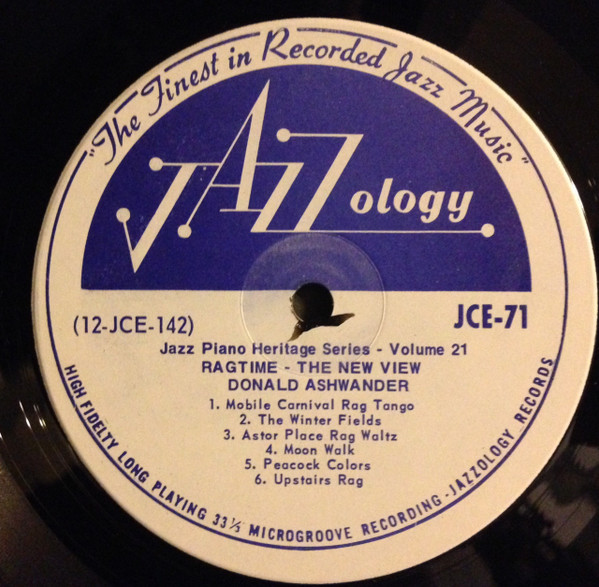 "The Finest in Recorded Jazz Music"
JAZZology
(12-JCE-142)
JCE-71
Jazz Piano Heritage Series - Volume 21
RAGTIME - THE NEW VIEW
DONALD ASHWANDER
1. Mobile Carnival Rag Tango
2. The Winter Fields
3. Astor Place Rag Waltz
4. Moon Walk
5. Peacock Colors
6. Upstairs Rag
HIGH FIDELTY LONG PLAYING 33⅓ MICROGROOVE RECORDING-JAZZOLOGY RECORDS